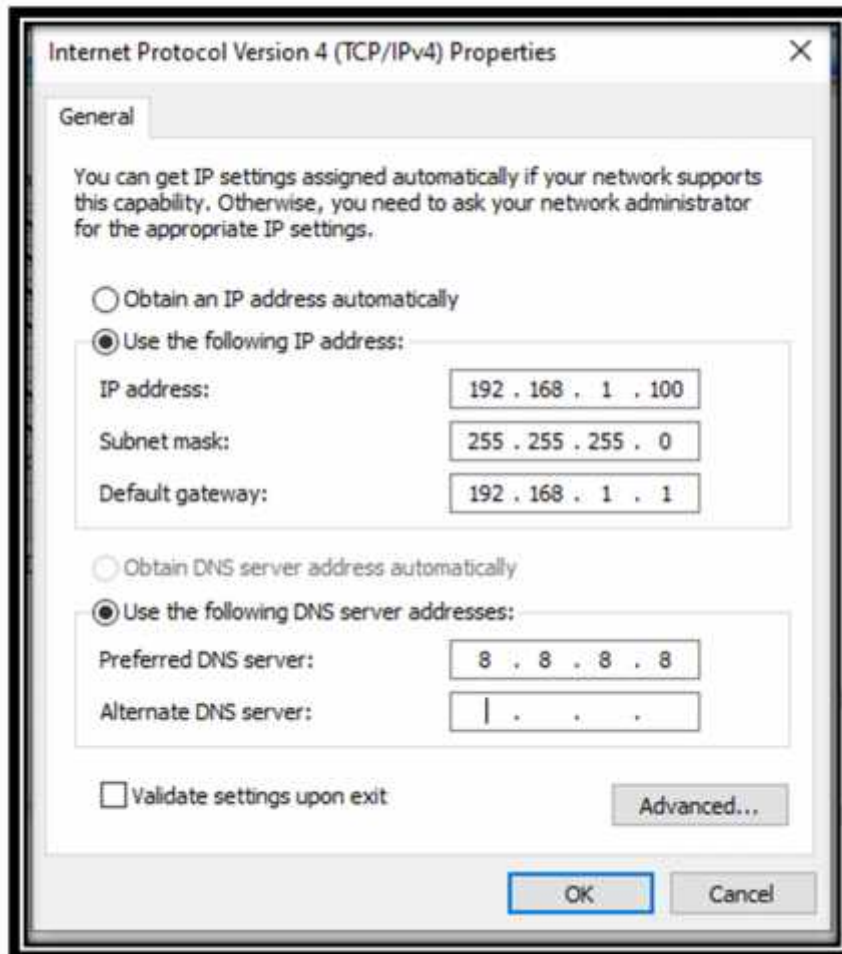 Internet Protocol Version 4 (TCP/IPv4) Properties
General
You can get IP settings assigned automatically if your network supports
this capability. Otherwise, you need to ask your network administrator
for the appropriate IP settings.
Obtain an IP address automatically
Use the following IP address:
IP address: 192 . 168 . 1 . 100
Subnet mask: 255 . 255 . 255 . 0
Default gateway: 192 . 168 . 1 . 1
Obtain DNS server address automatically
Use the following DNS server addresses:
Preferred DNS server: 8 . 8 . 8 . 8
Alternate DNS server: . . .
Validate settings upon exit
Advanced...
OK Cancel